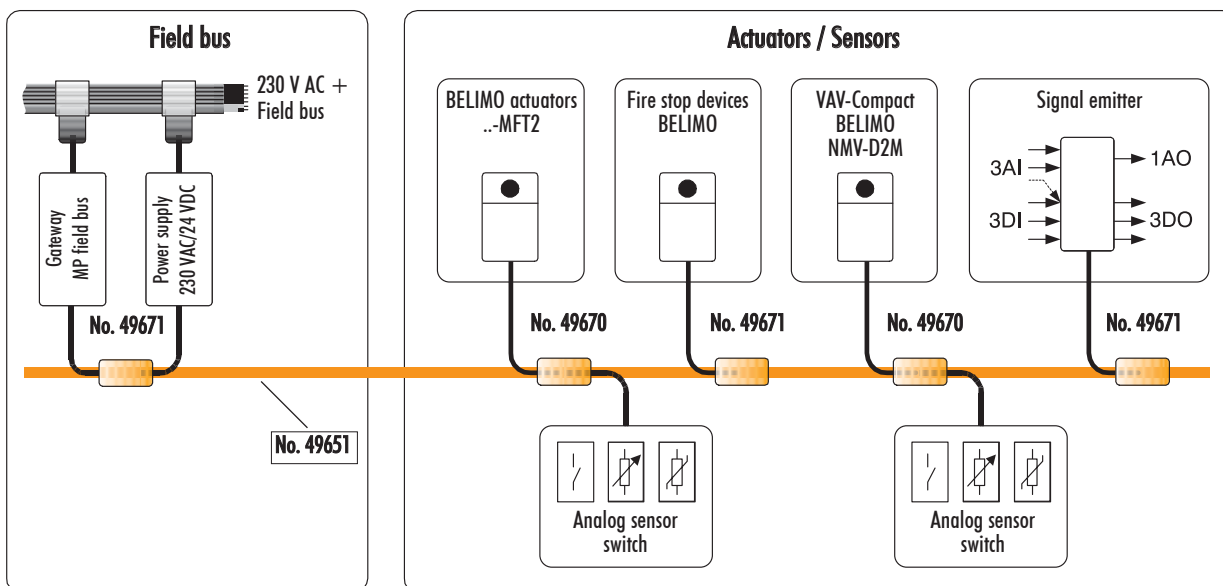 Field bus
230 V AC +
Field bus
Gateway
MP field bus
Power supply
230 VAC/24 VDC
No. 49671
No. 49651
Actuators / Sensors
BELIMO actuators
..-MFT2
Fire stop devices
BELIMO
VAV-Compact
BELIMO
NMV-D2M
Signal emitter
3AI
1AO
3DI
3DO
No. 49670
No. 49671
No. 49670
No. 49671
Analog sensor
switch
Analog sensor
switch